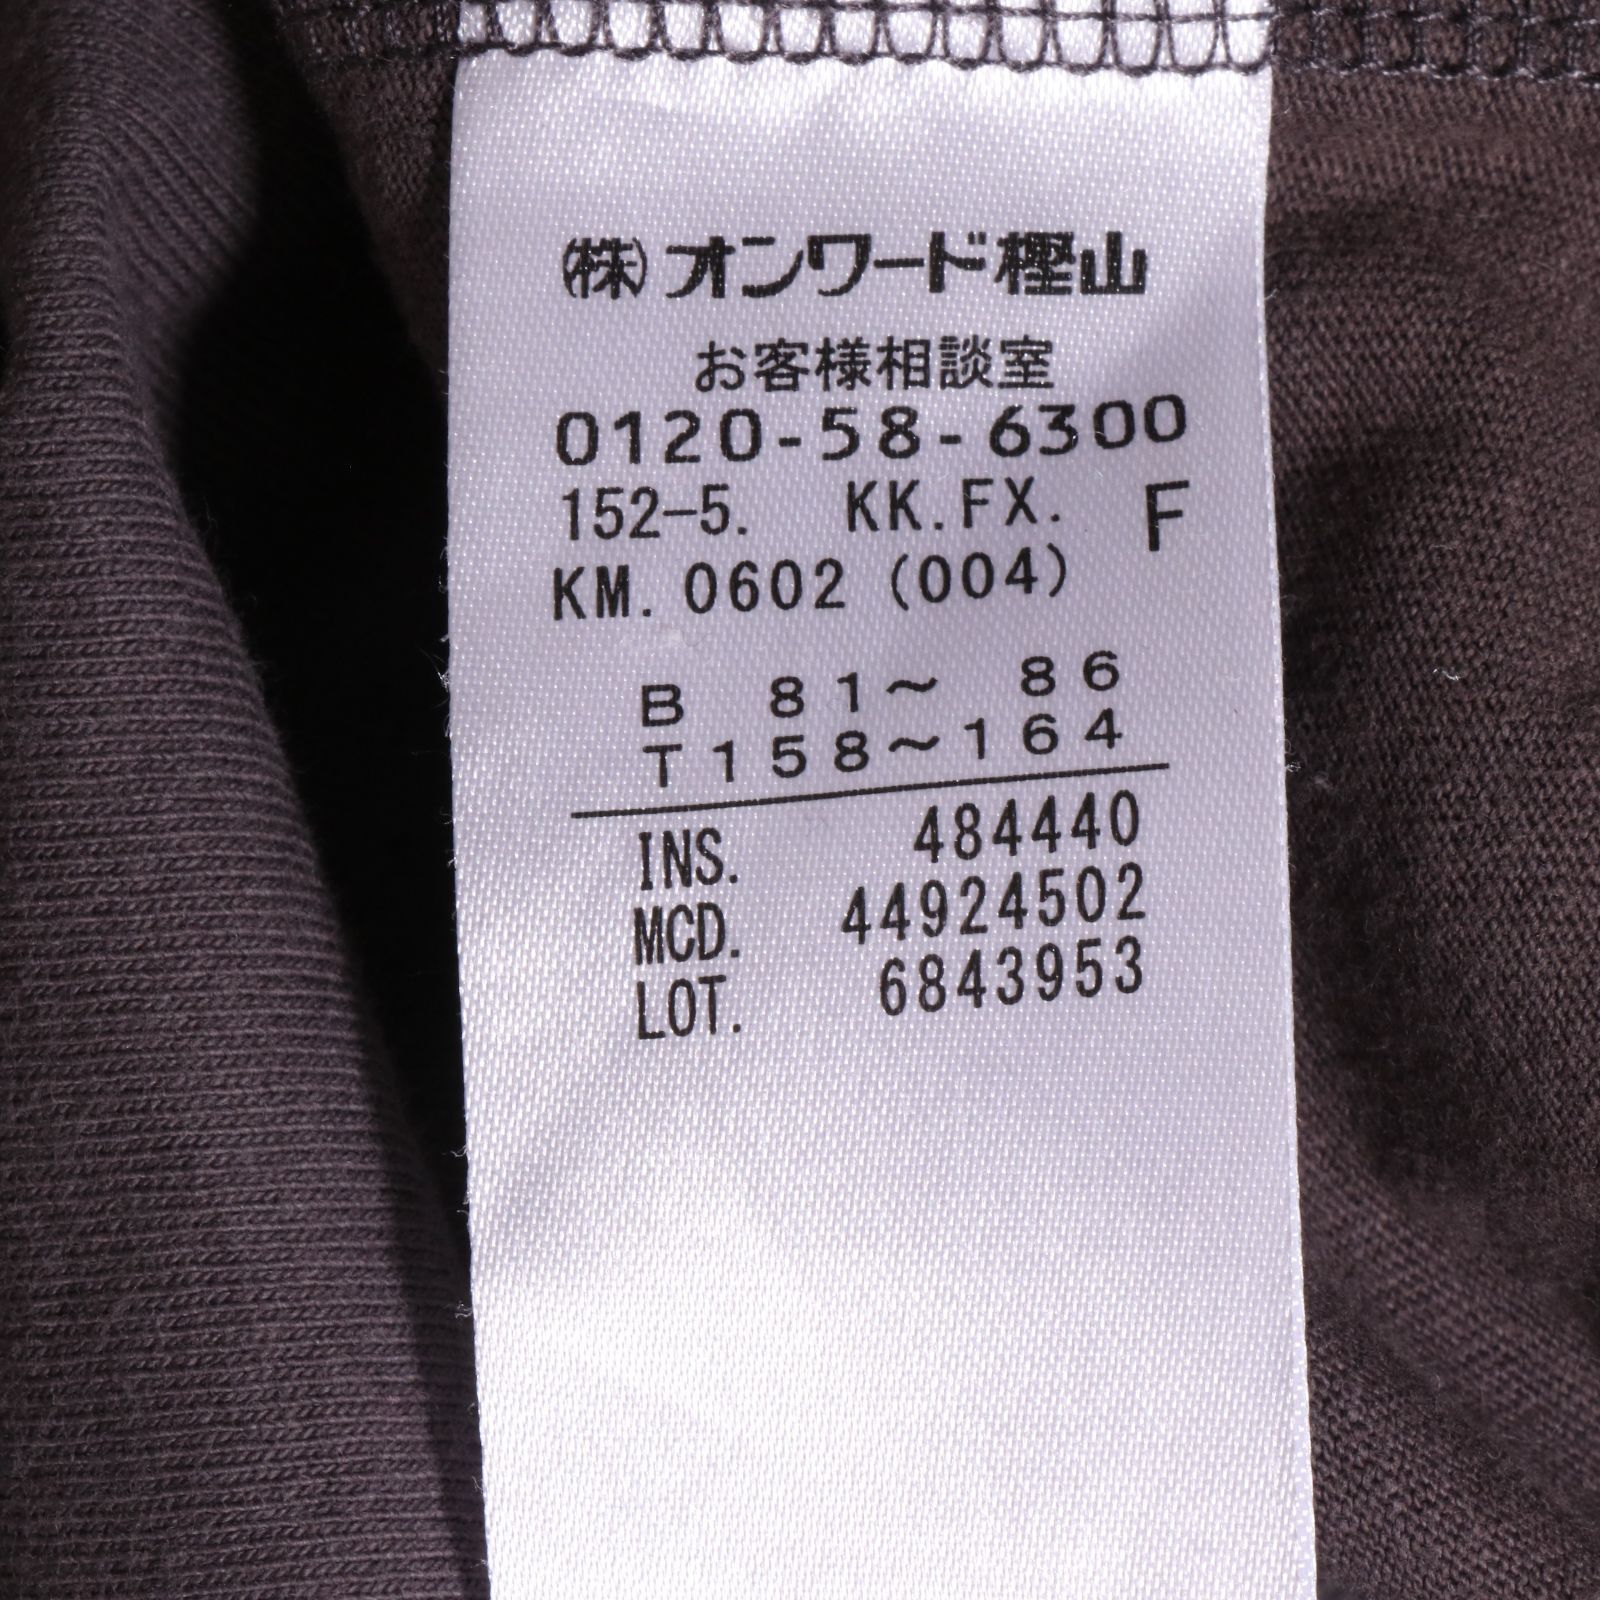 ㈱オンワード樫山
お客様相談室
0120-58-6300
152-5. KK.FX. F
KM. 0602 (004)
B 81～ 86
T158～164
INS. 484440
MCD. 44924502
LOT. 6843953